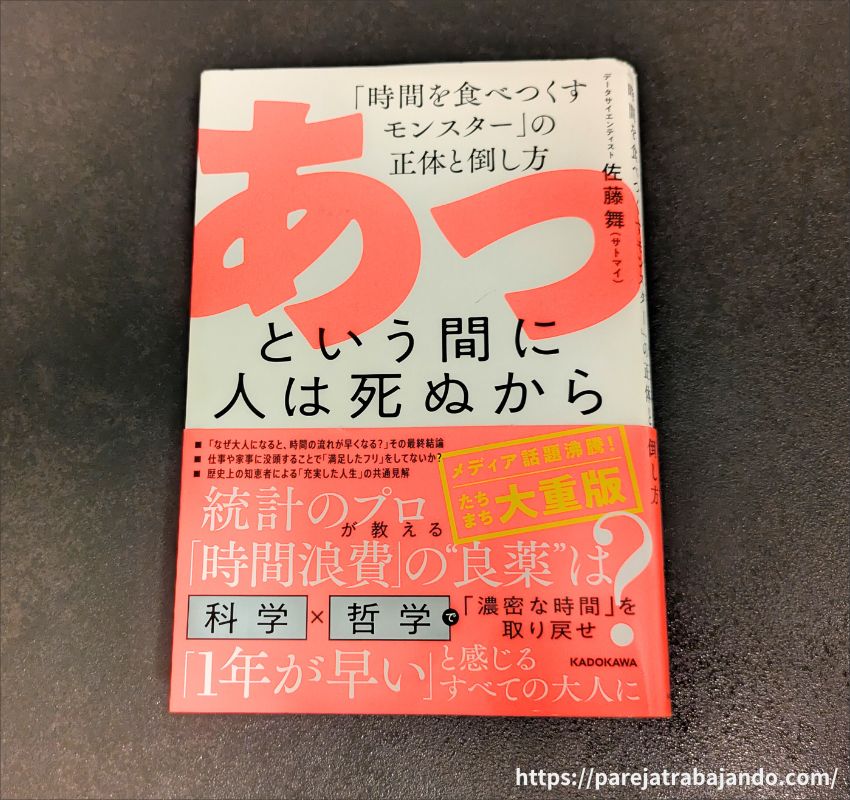 「時間を食べつくす
モンスター」の
正体と倒し方
データサイエンティスト 佐藤舞(サトマイ)
あっ
という間に
人は死ぬから
■「なぜ大人になると、時間の流れが早くなる?」その最終結論
■ 仕事や家事に没頭することで「満足したフリ」をしてないか?
■ 歴史上の知恵者による「充実した人生」の共通見解
メディア話題沸騰!
たちまち大重版
統計のプロが教える
「時間浪費」の“良薬”は?
科学×哲学で「濃密な時間」を
取り戻せ
KADOKAWA
「1年が早い」と感じる
すべての大人に
https://parejatrabajando.com/